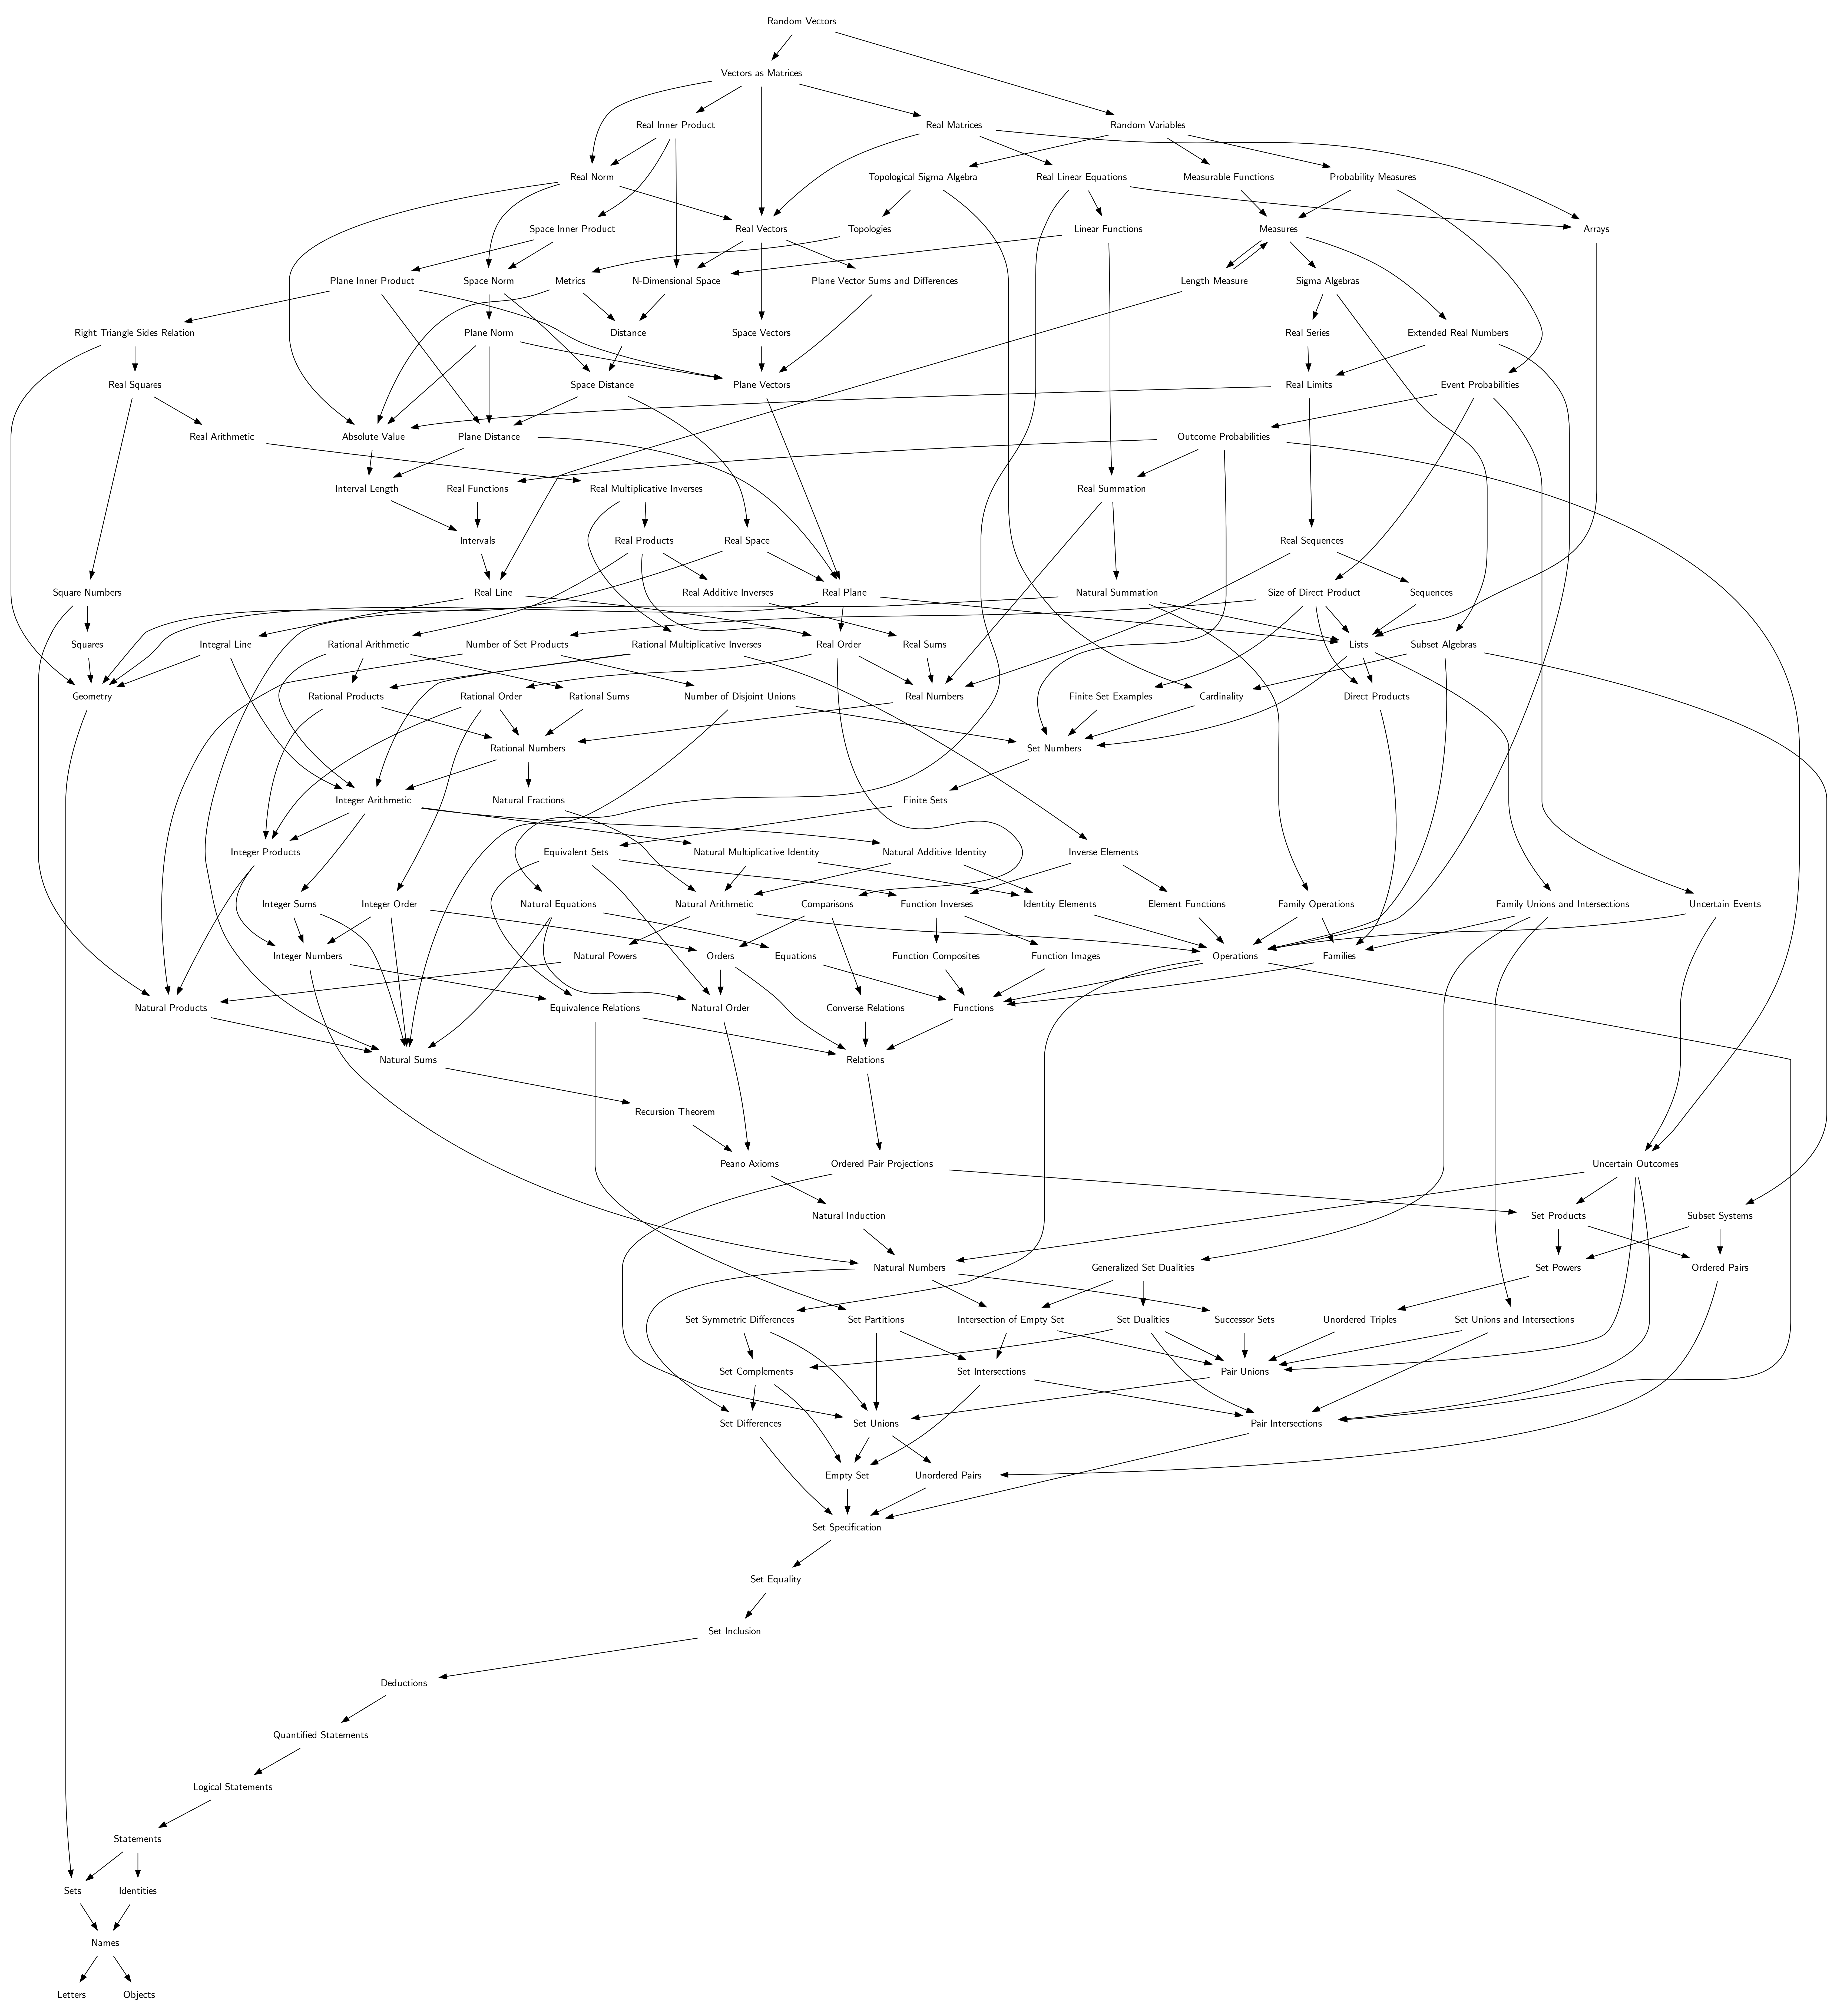 Random Vectors
Vectors as Matrices
Real Inner Product
Real Matrices
Random Variables
Real Norm
Topological Sigma Algebra
Real Linear Equations
Measurable Functions
Probability Measures
Space Inner Product
Real Vectors
Topologies
Linear Functions
Measures
Arrays
Plane Inner Product
Space Norm
Metrics
N-Dimensional Space
Plane Vector Sums and Differences
Length Measure
Sigma Algebras
Right Triangle Sides Relation
Plane Norm
Distance
Space Vectors
Real Series
Extended Real Numbers
Real Squares
Space Distance
Plane Vectors
Real Limits
Event Probabilities
Real Arithmetic
Absolute Value
Plane Distance
Outcome Probabilities
Interval Length
Real Functions
Real Multiplicative Inverses
Real Summation
Intervals
Real Products
Real Space
Real Sequences
Square Numbers
Real Line
Real Additive Inverses
Real Plane
Natural Summation
Size of Direct Product
Sequences
Squares
Integral Line
Rational Arithmetic
Number of Set Products
Rational Multiplicative Inverses
Real Order
Real Sums
Lists
Subset Algebras
Geometry
Rational Products
Rational Order
Rational Sums
Number of Disjoint Unions
Real Numbers
Finite Set Examples
Cardinality
Direct Products
Rational Numbers
Set Numbers
Integer Arithmetic
Natural Fractions
Finite Sets
Integer Products
Equivalent Sets
Natural Multiplicative Identity
Natural Additive Identity
Inverse Elements
Integer Sums
Integer Order
Natural Equations
Natural Arithmetic
Comparisons
Function Inverses
Identity Elements
Element Functions
Family Operations
Family Unions and Intersections
Uncertain Events
Integer Numbers
Natural Powers
Orders
Equations
Function Composites
Function Images
Operations
Families
Natural Products
Equivalence Relations
Natural Order
Converse Relations
Functions
Natural Sums
Relations
Recursion Theorem
Peano Axioms
Ordered Pair Projections
Uncertain Outcomes
Natural Induction
Set Products
Subset Systems
Natural Numbers
Generalized Set Dualities
Set Powers
Ordered Pairs
Set Symmetric Differences
Set Partitions
Intersection of Empty Set
Set Dualities
Successor Sets
Unordered Triples
Set Unions and Intersections
Set Complements
Set Intersections
Pair Unions
Set Differences
Set Unions
Pair Intersections
Empty Set
Unordered Pairs
Set Specification
Set Equality
Set Inclusion
Deductions
Quantified Statements
Logical Statements
Statements
Sets
Identities
Names
Letters
Objects